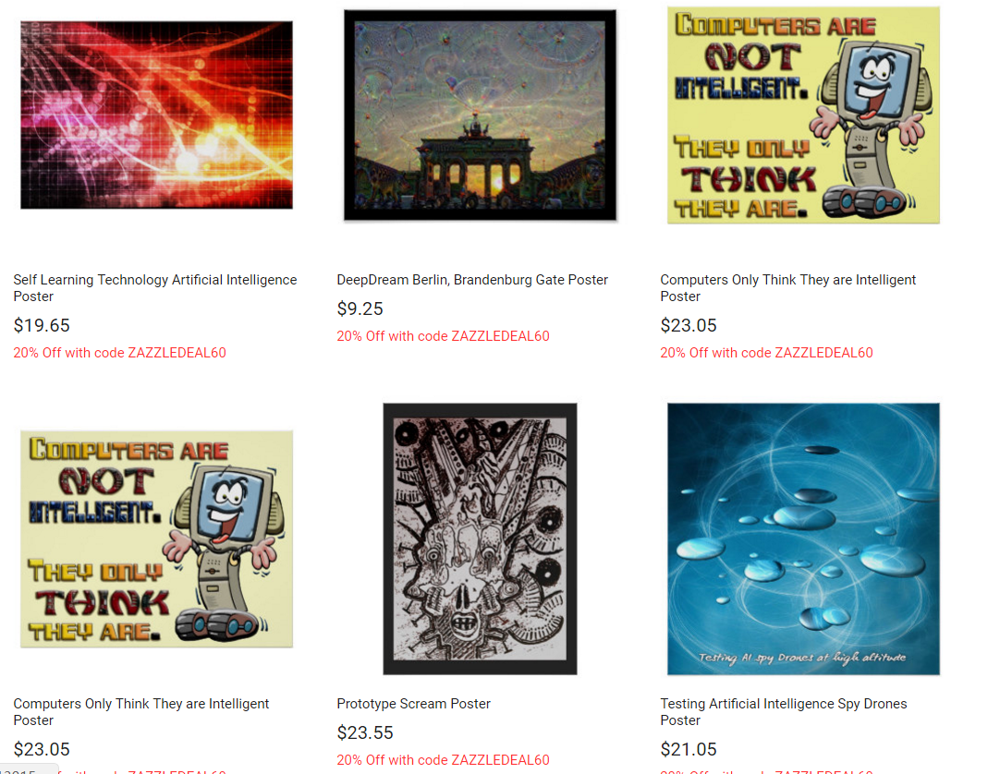 COMPUTERS ARE
NOT
INTELLIGENT.
THEY ONLY
THINK
THEY ARE.
Self Learning Technology Artificial Intelligence
Poster
$19.65
20% Off with code ZAZZLEDEAL60
DeepDream Berlin, Brandenburg Gate Poster
$9.25
20% Off with code ZAZZLEDEAL60
Computers Only Think They are Intelligent
Poster
$23.05
20% Off with code ZAZZLEDEAL60
COMPUTERS ARE
NOT
INTELLIGENT.
THEY ONLY
THINK
THEY ARE.
Testing AI spy Drones at high altitude
Computers Only Think They are Intelligent
Poster
$23.05
Prototype Scream Poster
$23.55
20% Off with code ZAZZLEDEAL60
Testing Artificial Intelligence Spy Drones
Poster
$21.05